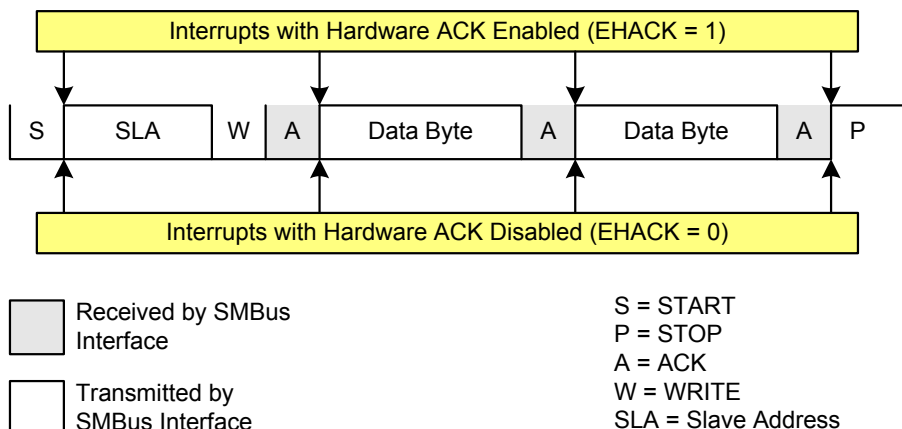 Interrupts with Hardware ACK Enabled (EHACK = 1)
S SLA W A Data Byte A Data Byte A P
Interrupts with Hardware ACK Disabled (EHACK = 0)
Received by SMBus
Interface
Transmitted by
SMBus Interface
S = START
P = STOP
A = ACK
W = WRITE
SLA = Slave Address